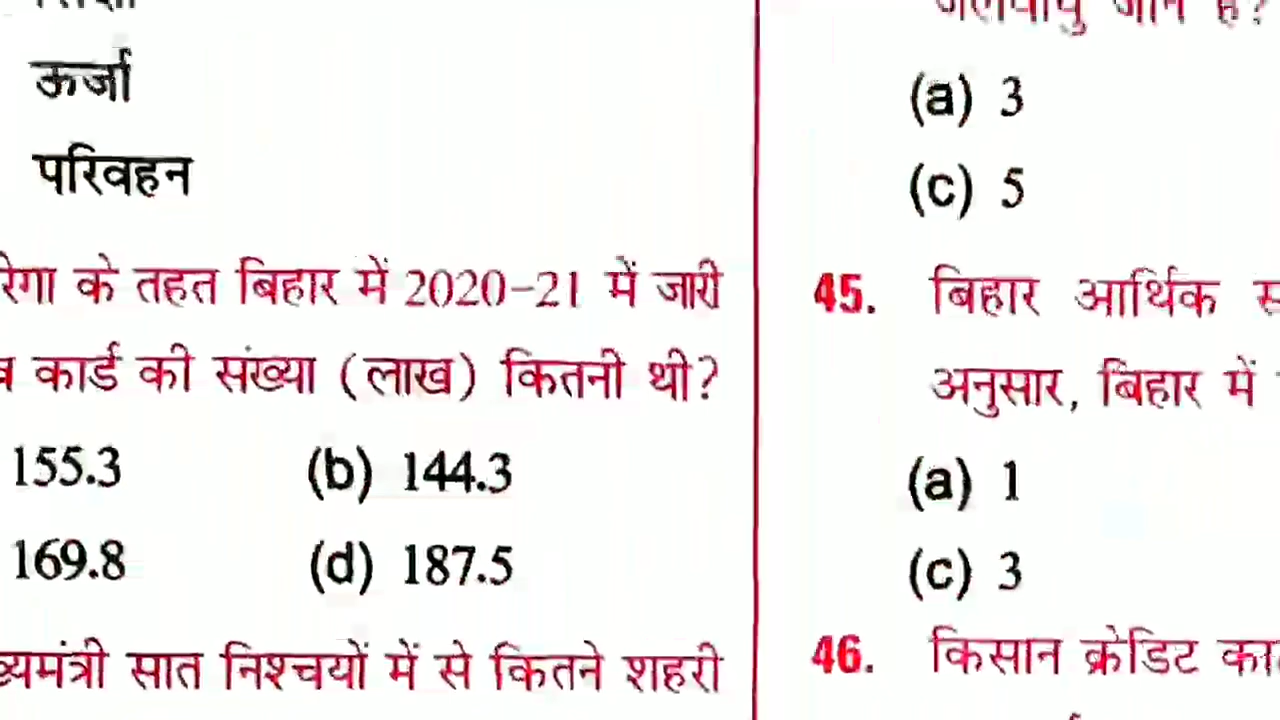 ऊर्जा
परिवहन
के तहत बिहार में 2020-21 में जारी
कार्ड की संख्या (लाख) कितनी थी?
155.3 (b) 144.3
169.8 (d) 187.5
सात निश्चयों में से कितने शहरी
(a) 3
(c) 5
45. बिहार आर्थिक
अनुसार, बिहार में
(a) 1
(c) 3
46. किसान क्रेडिट